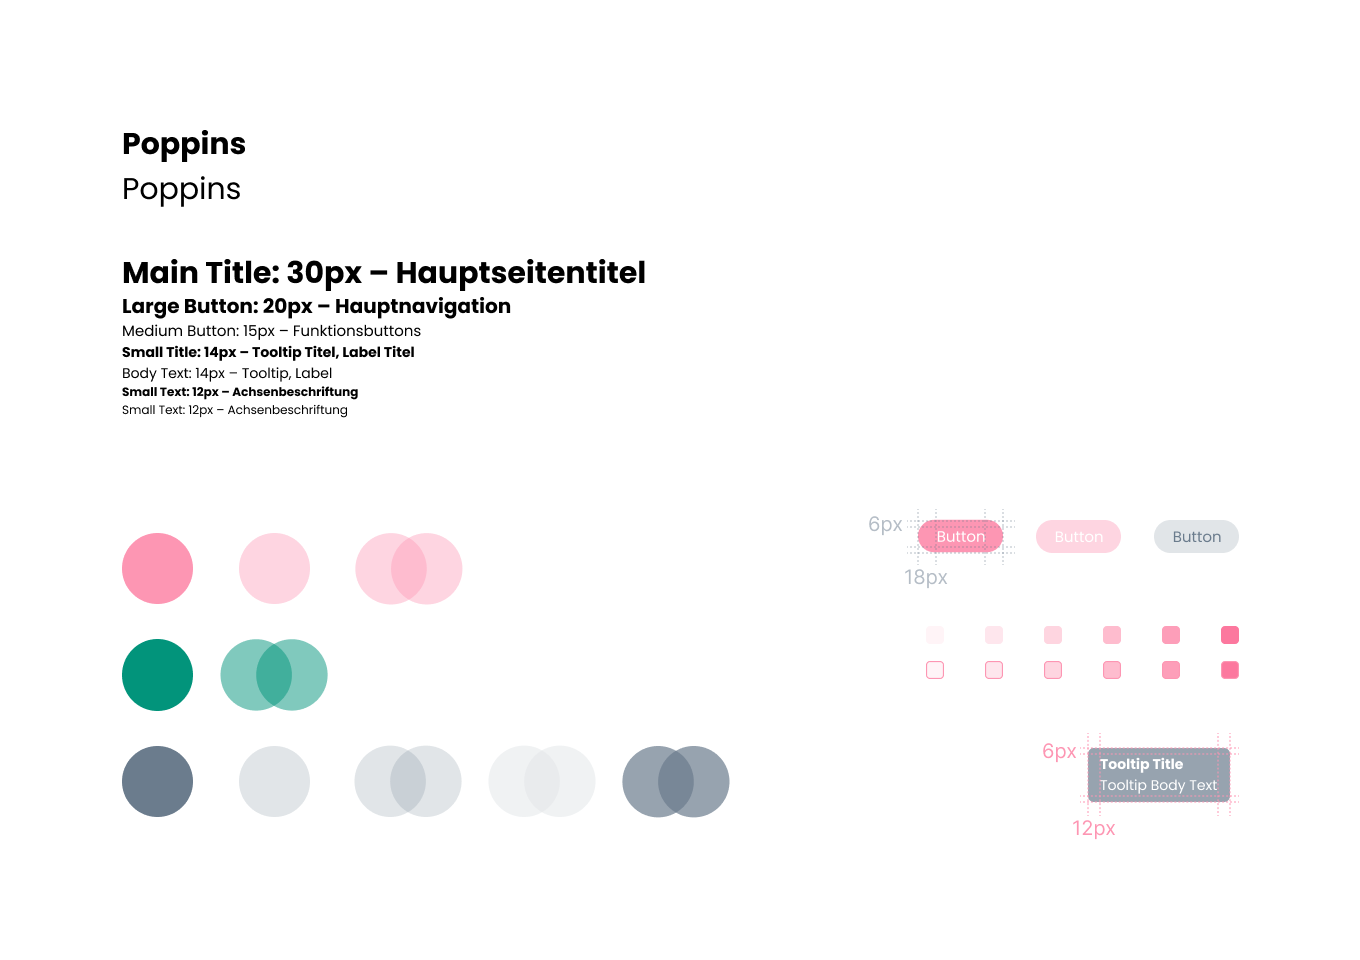 Poppins
Poppins
Main Title: 30px – Hauptseitentitel
Large Button: 20px – Hauptnavigation
Medium Button: 15px – Funktionsbuttons
Small Title: 14px – Tooltip Titel, Label Titel
Body Text: 14px – Tooltip, Label
Small Text: 12px – Achsenbeschriftung
Small Text: 12px – Achsenbeschriftung
6px
Button
Button
Button
18px
6px
Tooltip Title
Tooltip Body Text
12px